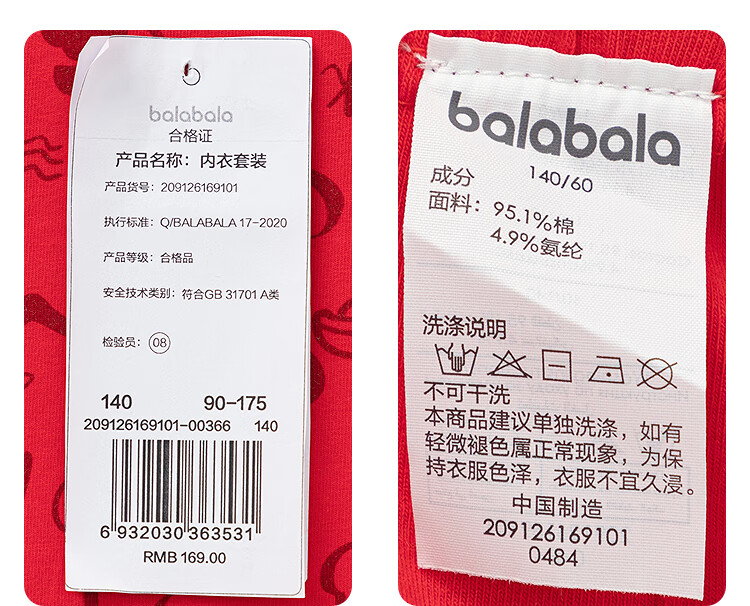 balabala
合格证
产品名称：内衣套装
产品货号：209126169101
执行标准：Q/BALABALA 17-2020
产品等级：合格品
安全技术类别：符合GB 31701 A类
检验员：08
140 90-175
209126169101-00366 140
6 932030 363531
RMB 169.00
balabala
140/60
成分
面料：95.1%棉
4.9%氨纶
洗涤说明
不可干洗
本商品建议单独洗涤，如有
轻微褪色属正常现象，为保
持衣服色泽，衣服不宜久浸。
中国制造
209126169101
0484